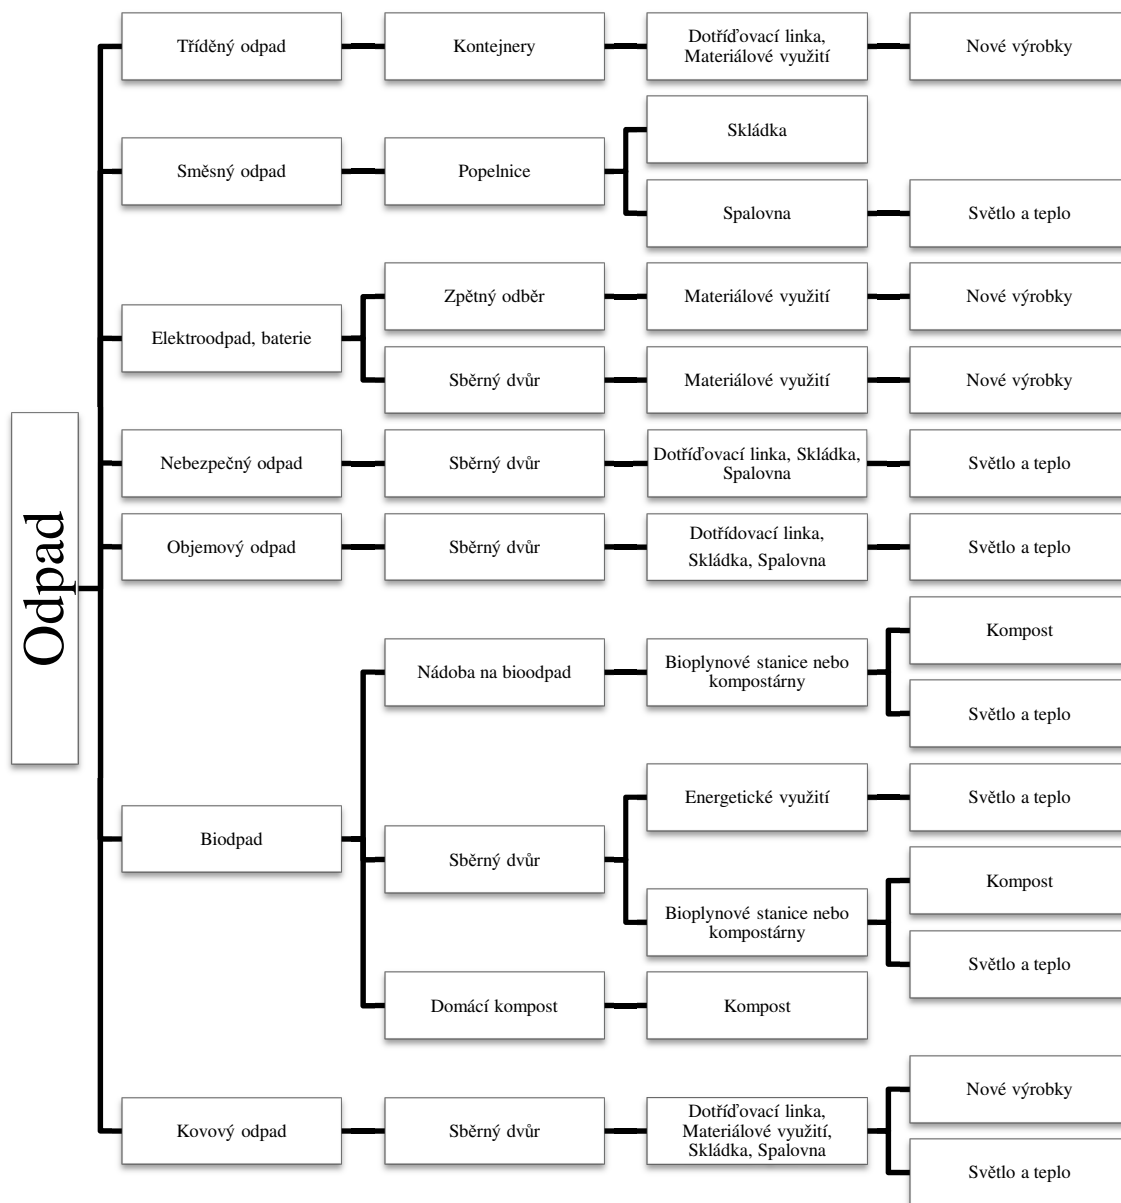 Odpad
Tříděný odpad
Kontejnery
Dotříďovací linka,
Materiálové využití
Nové výrobky
Směsný odpad
Popelnice
Skládka
Spalovna
Světlo a teplo
Elektroodpad, baterie
Zpětný odběr
Materiálové využití
Nové výrobky
Sběrný dvůr
Materiálové využití
Nové výrobky
Nebezpečný odpad
Sběrný dvůr
Dotříďovací linka, Skládka,
Spalovna
Světlo a teplo
Objemový odpad
Sběrný dvůr
Dotřídovací linka,
Skládka, Spalovna
Světlo a teplo
Biodpad
Nádoba na bioodpad
Bioplynové stanice nebo
kompostárny
Kompost
Světlo a teplo
Sběrný dvůr
Energetické využití
Světlo a teplo
Bioplynové stanice nebo
kompostárny
Kompost
Světlo a teplo
Domácí kompost
Kompost
Kovový odpad
Sběrný dvůr
Dotříďovací linka,
Materiálové využití,
Skládka, Spalovna
Nové výrobky
Světlo a teplo